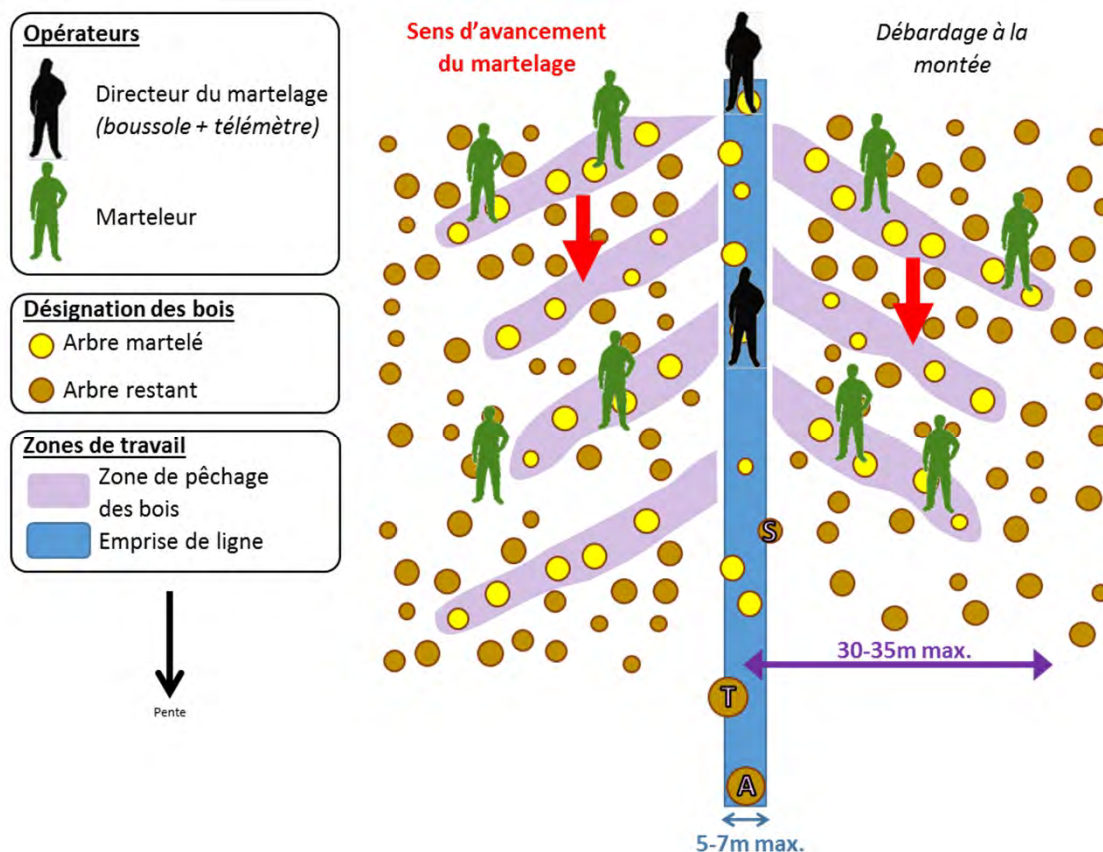 Opérateurs
Directeur du martelage
(boussole + télémètre)
Marteleur
Désignation des bois
Arbre martelé
Arbre restant
Zones de travail
Zone de pêchage
des bois
Emprise de ligne
Pente
Sens d'avancement
du martelage
Débardage à la
montée
S
30-35m max.
T
A
5-7m max.